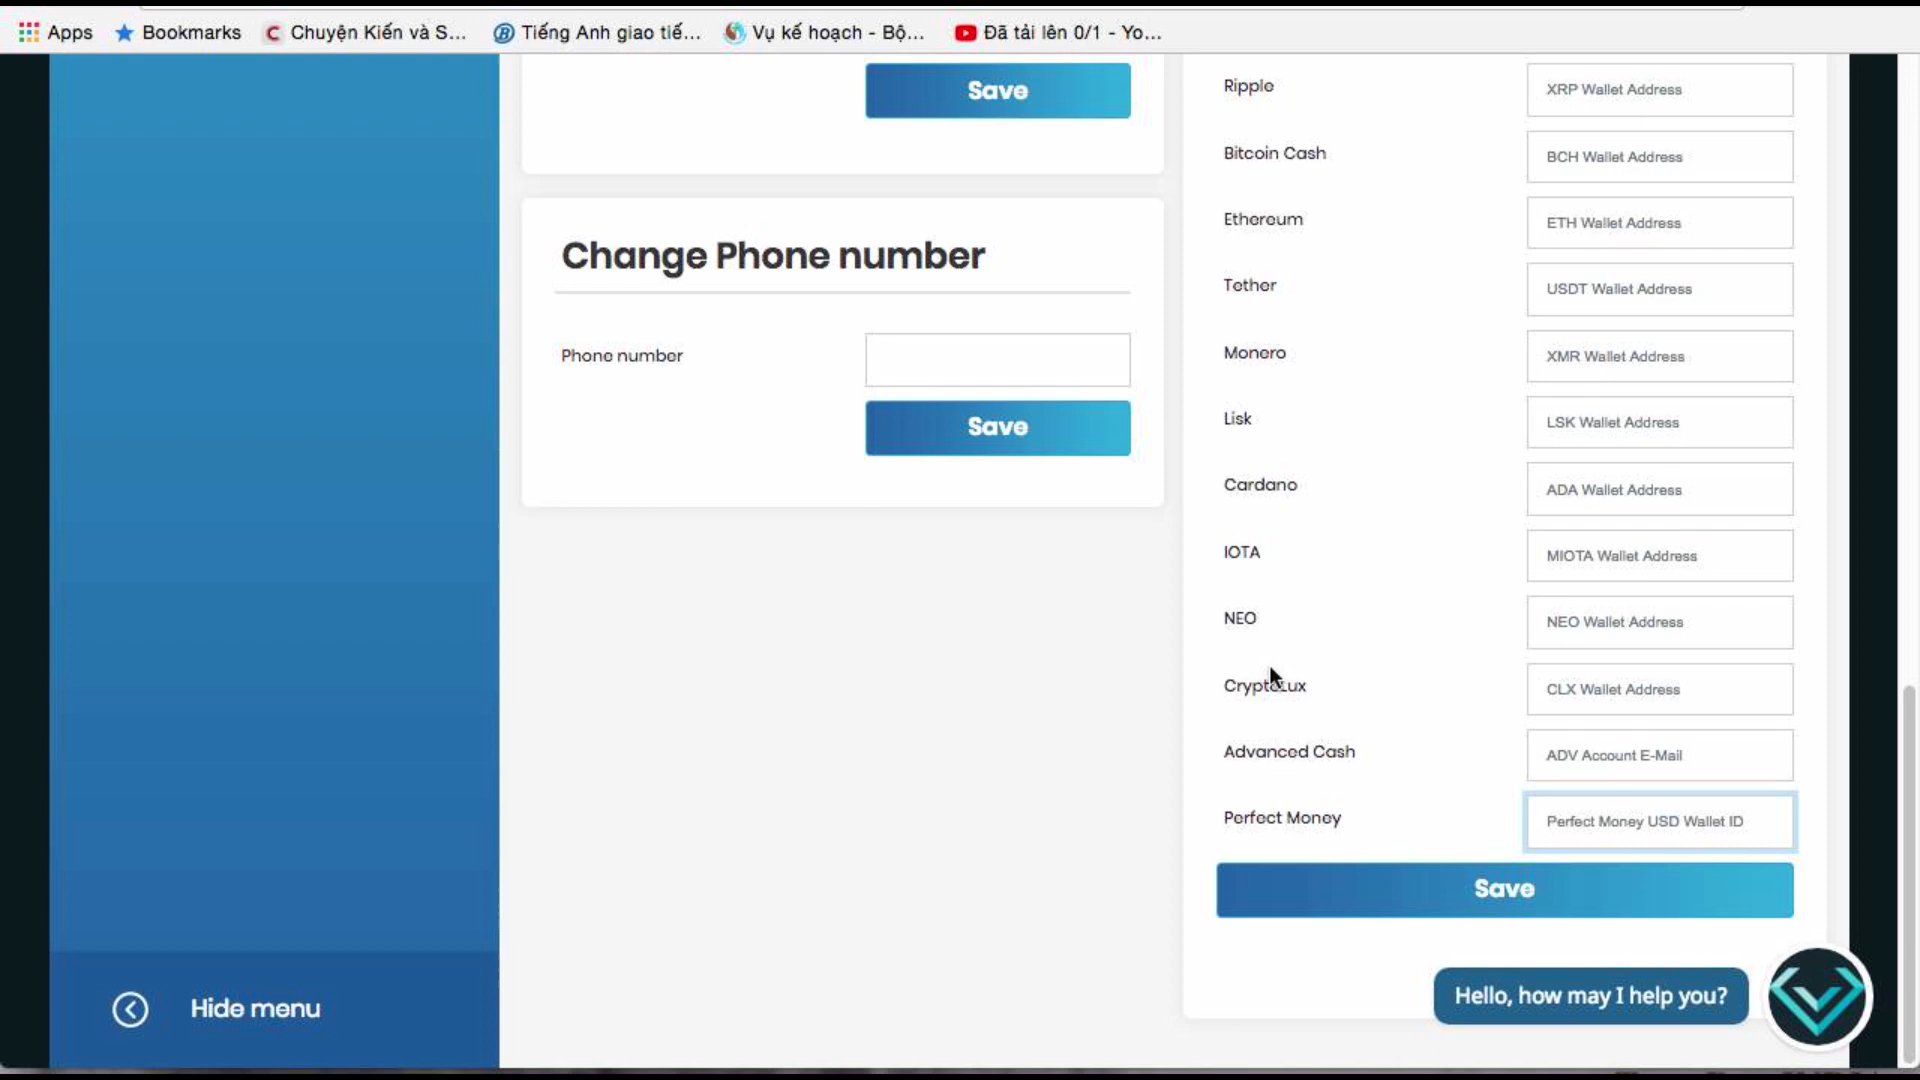 Apps
Bookmarks
Chuyện Kiến và S...
Tiếng Anh giao tiế...
Vụ kế hoạch - Bộ...
Đã tải lên 0/1 - Yo...
Save
Change Phone number
Phone number
Save
Ripple
XRP Wallet Address
Bitcoin Cash
BCH Wallet Address
Ethereum
ETH Wallet Address
Tether
USDT Wallet Address
Monero
XMR Wallet Address
Lisk
LSK Wallet Address
Cardano
ADA Wallet Address
IOTA
MIOTA Wallet Address
NEO
NEO Wallet Address
CryptoLux
CLX Wallet Address
Advanced Cash
ADV Account E-Mail
Perfect Money
Perfect Money USD Wallet ID
Save
Hello, how may I help you?
Hide menu